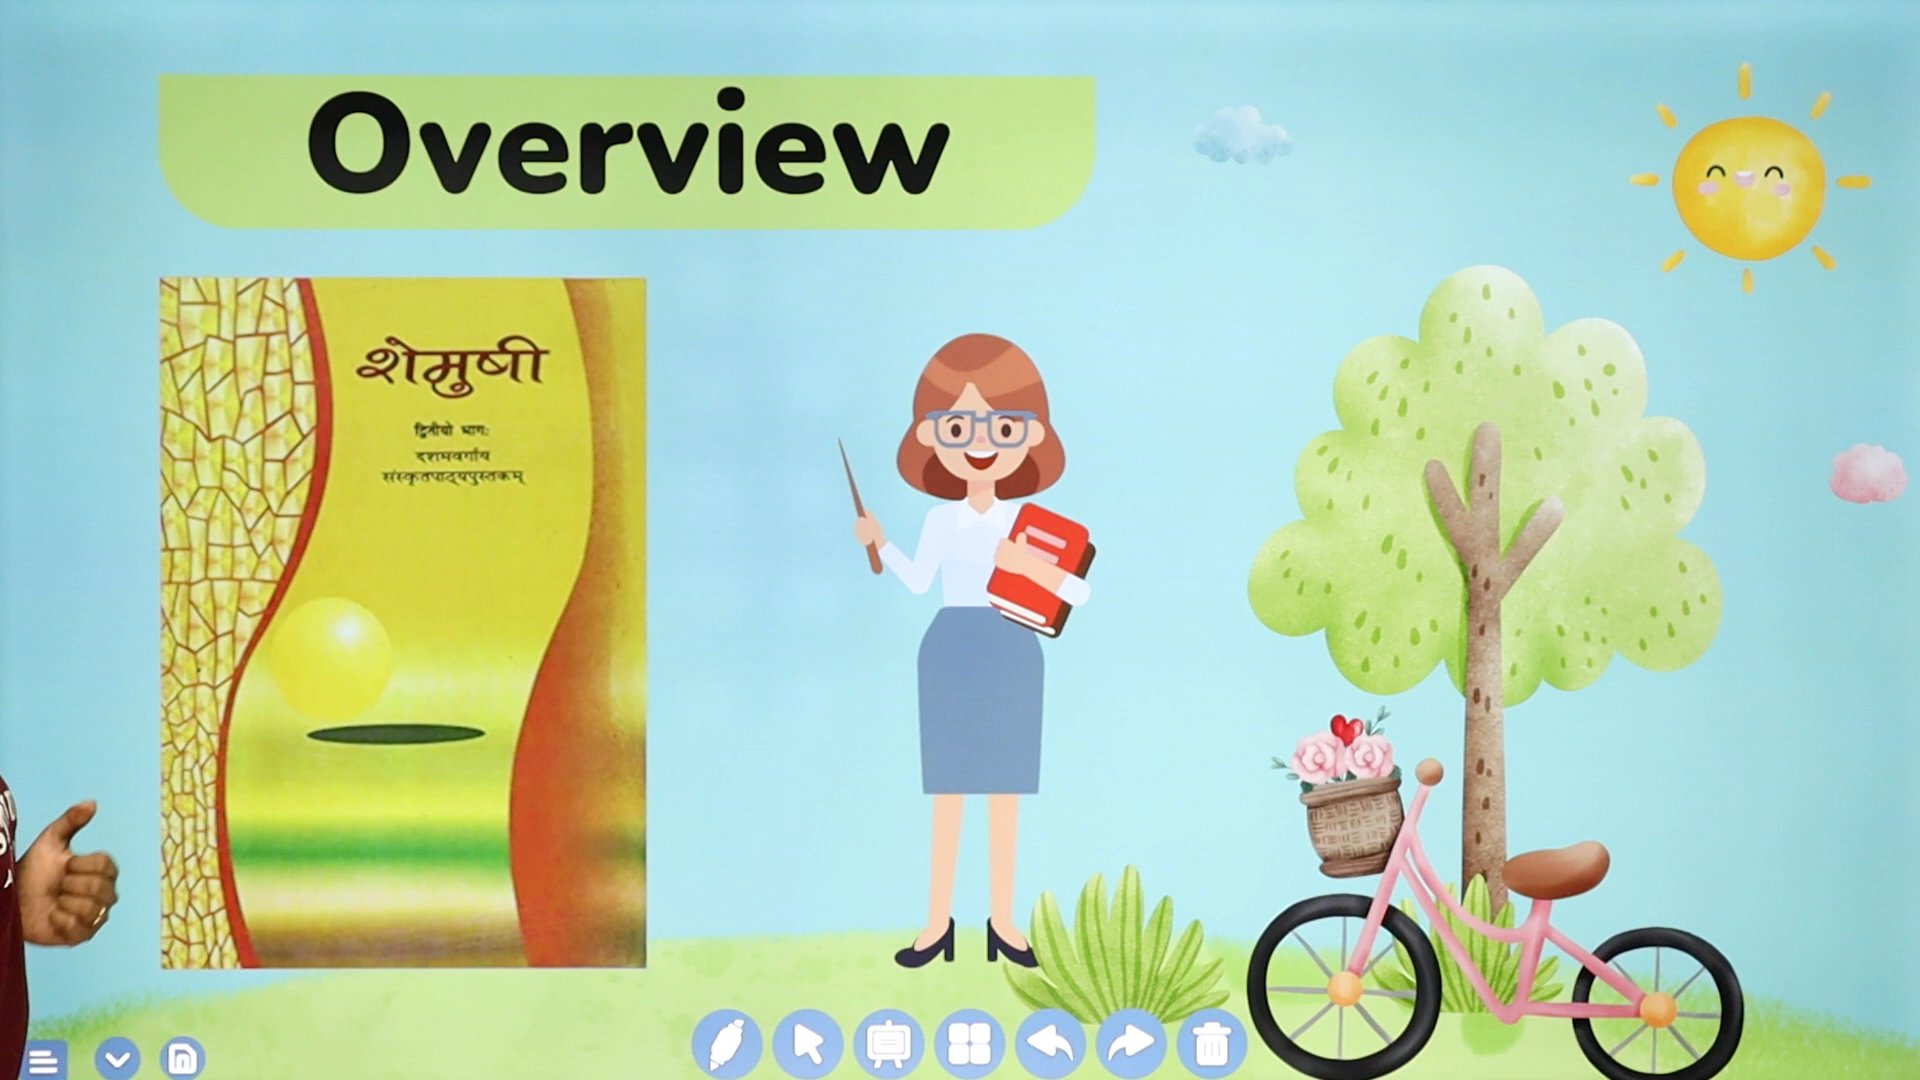 Overview
शेमुषी
द्वितीयो भागः
दशमवर्गाय
संस्कृतपाठ्यपुस्तकम्